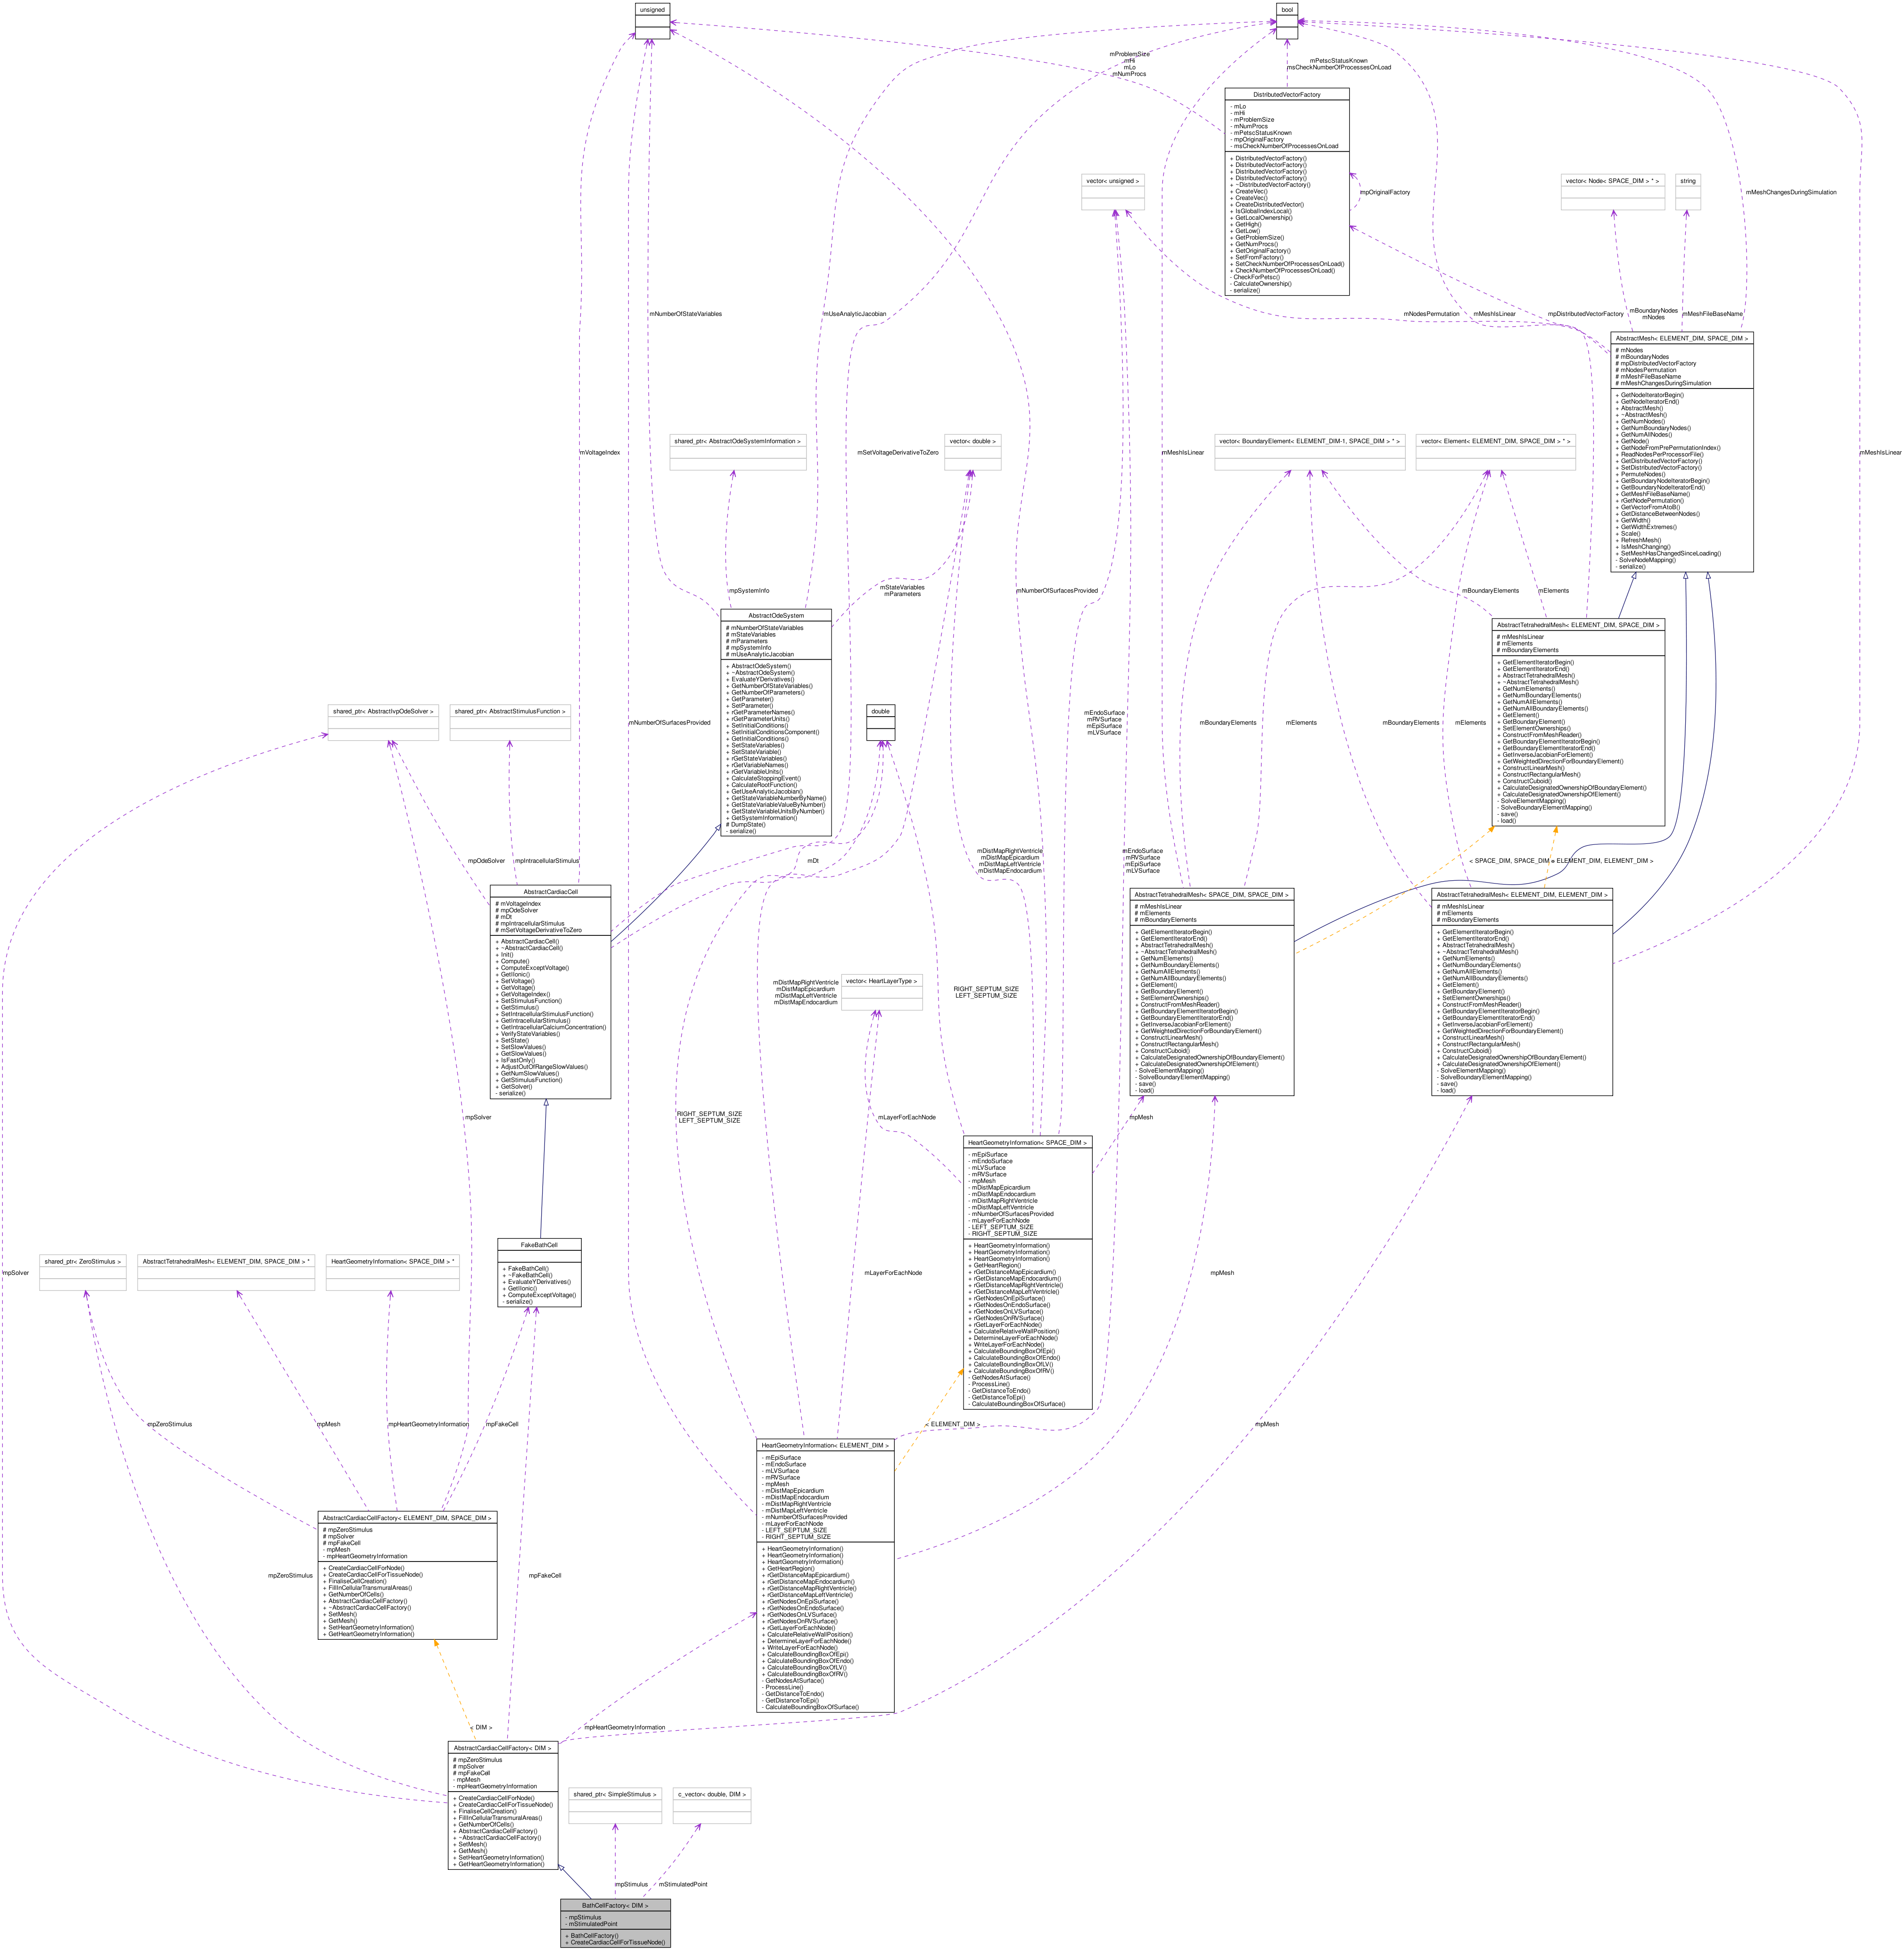 unsigned
bool
mProblemSize
mHi
mLo
mNumProcs
mPetscStatusKnown
msCheckNumberOfProcessesOnLoad
DistributedVectorFactory
- mLo
- mHi
- mProblemSize
- mNumProcs
- mPetscStatusKnown
- mpOriginalFactory
- msCheckNumberOfProcessesOnLoad
+ DistributedVectorFactory()
+ DistributedVectorFactory()
+ DistributedVectorFactory()
+ DistributedVectorFactory()
+ ~DistributedVectorFactory()
+ CreateVec()
+ CreateVec()
+ CreateDistributedVector()
+ IsGlobalIndexLocal()
+ GetLocalOwnership()
+ GetHigh()
+ GetLow()
+ GetProblemSize()
+ GetNumProcs()
+ GetOriginalFactory()
+ SetFromFactory()
+ SetCheckNumberOfProcessesOnLoad()
+ CheckNumberOfProcessesOnLoad()
- CheckForPetsc()
- CalculateOwnership()
- serialize()
mpOriginalFactory
vector< unsigned >
vector< Node< SPACE_DIM > * >
string
mMeshChangesDuringSimulation
mNumberOfStateVariables
mUseAnalyticJacobian
mNodesPermutation
mMeshIsLinear
mpDistributedVectorFactory
mBoundaryNodes
mNodes
mMeshFileBaseName
AbstractMesh< ELEMENT_DIM, SPACE_DIM >
# mNodes
# mBoundaryNodes
# mpDistributedVectorFactory
# mNodesPermutation
# mMeshFileBaseName
# mMeshChangesDuringSimulation
+ GetNodeIteratorBegin()
+ GetNodeIteratorEnd()
+ AbstractMesh()
+ ~AbstractMesh()
+ GetNumNodes()
+ GetNumBoundaryNodes()
+ GetNumAllNodes()
+ GetNode()
+ GetNodeFromPrePermutationIndex()
+ ReadNodesPerProcessorFile()
+ GetDistributedVectorFactory()
+ SetDistributedVectorFactory()
+ PermuteNodes()
+ GetBoundaryNodeIteratorBegin()
+ GetBoundaryNodeIteratorEnd()
+ GetMeshFileBaseName()
+ rGetNodePermutation()
+ GetVectorFromAtoB()
+ GetDistanceBetweenNodes()
+ GetWidth()
+ GetWidthExtremes()
+ Scale()
+ RefreshMesh()
+ IsMeshChanging()
+ SetMeshHasChangedSinceLoading()
- SolveNodeMapping()
- serialize()
shared_ptr< AbstractOdeSystemInformation >
vector< double >
vector< BoundaryElement< ELEMENT_DIM-1, SPACE_DIM > * >
vector< Element< ELEMENT_DIM, SPACE_DIM > * >
mVoltageIndex
mSetVoltageDerivativeToZero
mMeshIsLinear
mMeshIsLinear
mpSystemInfo
mStateVariables
mParameters
mNumberOfSurfacesProvided
mBoundaryElements
mElements
AbstractOdeSystem
# mNumberOfStateVariables
# mStateVariables
# mParameters
# mpSystemInfo
# mUseAnalyticJacobian
+ AbstractOdeSystem()
+ ~AbstractOdeSystem()
+ EvaluateYDerivatives()
+ GetNumberOfStateVariables()
+ GetNumberOfParameters()
+ GetParameter()
+ SetParameter()
+ rGetParameterNames()
+ rGetParameterUnits()
+ SetInitialConditions()
+ SetInitialConditionsComponent()
+ GetInitialConditions()
+ SetStateVariables()
+ SetStateVariable()
+ rGetStateVariables()
+ rGetVariableNames()
+ rGetVariableUnits()
+ CalculateStoppingEvent()
+ CalculateRootFunction()
+ GetUseAnalyticJacobian()
+ GetStateVariableNumberByName()
+ GetStateVariableValueByNumber()
+ GetStateVariableUnitsByNumber()
+ GetSystemInformation()
# DumpState()
- serialize()
AbstractTetrahedralMesh< ELEMENT_DIM, SPACE_DIM >
# mMeshIsLinear
# mElements
# mBoundaryElements
+ GetElementIteratorBegin()
+ GetElementIteratorEnd()
+ AbstractTetrahedralMesh()
+ ~AbstractTetrahedralMesh()
+ GetNumElements()
+ GetNumBoundaryElements()
+ GetNumAllElements()
+ GetNumAllBoundaryElements()
+ GetElement()
+ GetBoundaryElement()
+ SetElementOwnerships()
+ ConstructFromMeshReader()
+ GetBoundaryElementIteratorBegin()
+ GetBoundaryElementIteratorEnd()
+ GetInverseJacobianForElement()
+ GetWeightedDirectionForBoundaryElement()
+ ConstructLinearMesh()
+ ConstructRectangularMesh()
+ ConstructCuboid()
+ CalculateDesignatedOwnershipOfBoundaryElement()
+ CalculateDesignatedOwnershipOfElement()
- SolveElementMapping()
- SolveBoundaryElementMapping()
- save()
- load()
shared_ptr< AbstractIvpOdeSolver >
shared_ptr< AbstractStimulusFunction >
double
mNumberOfSurfacesProvided
mEndoSurface
mRVSurface
mEpiSurface
mLVSurface
mBoundaryElements
mElements
mBoundaryElements
mElements
mpOdeSolver
mpIntracellularStimulus
mDt
mDistMapRightVentricle
mDistMapEpicardium
mDistMapLeftVentricle
mDistMapEndocardium
mEndoSurface
mRVSurface
mEpiSurface
mLVSurface
< SPACE_DIM, SPACE_DIM >
< ELEMENT_DIM, ELEMENT_DIM >
AbstractCardiacCell
# mVoltageIndex
# mpOdeSolver
# mDt
# mpIntracellularStimulus
# mSetVoltageDerivativeToZero
+ AbstractCardiacCell()
+ ~AbstractCardiacCell()
+ Init()
+ Compute()
+ ComputeExceptVoltage()
+ GetIIonic()
+ SetVoltage()
+ GetVoltage()
+ GetVoltageIndex()
+ SetStimulusFunction()
+ GetStimulus()
+ SetIntracellularStimulusFunction()
+ GetIntracellularStimulus()
+ GetIntracellularCalciumConcentration()
+ VerifyStateVariables()
+ SetState()
+ SetSlowValues()
+ GetSlowValues()
+ IsFastOnly()
+ AdjustOutOfRangeSlowValues()
+ GetNumSlowValues()
+ GetStimulusFunction()
+ GetSolver()
- serialize()
AbstractTetrahedralMesh< SPACE_DIM, SPACE_DIM >
# mMeshIsLinear
# mElements
# mBoundaryElements
+ GetElementIteratorBegin()
+ GetElementIteratorEnd()
+ AbstractTetrahedralMesh()
+ ~AbstractTetrahedralMesh()
+ GetNumElements()
+ GetNumBoundaryElements()
+ GetNumAllElements()
+ GetNumAllBoundaryElements()
+ GetElement()
+ GetBoundaryElement()
+ SetElementOwnerships()
+ ConstructFromMeshReader()
+ GetBoundaryElementIteratorBegin()
+ GetBoundaryElementIteratorEnd()
+ GetInverseJacobianForElement()
+ GetWeightedDirectionForBoundaryElement()
+ ConstructLinearMesh()
+ ConstructRectangularMesh()
+ ConstructCuboid()
+ CalculateDesignatedOwnershipOfBoundaryElement()
+ CalculateDesignatedOwnershipOfElement()
- SolveElementMapping()
- SolveBoundaryElementMapping()
- save()
- load()
AbstractTetrahedralMesh< ELEMENT_DIM, ELEMENT_DIM >
# mMeshIsLinear
# mElements
# mBoundaryElements
+ GetElementIteratorBegin()
+ GetElementIteratorEnd()
+ AbstractTetrahedralMesh()
+ ~AbstractTetrahedralMesh()
+ GetNumElements()
+ GetNumBoundaryElements()
+ GetNumAllElements()
+ GetNumAllBoundaryElements()
+ GetElement()
+ GetBoundaryElement()
+ SetElementOwnerships()
+ ConstructFromMeshReader()
+ GetBoundaryElementIteratorBegin()
+ GetBoundaryElementIteratorEnd()
+ GetInverseJacobianForElement()
+ GetWeightedDirectionForBoundaryElement()
+ ConstructLinearMesh()
+ ConstructRectangularMesh()
+ ConstructCuboid()
+ CalculateDesignatedOwnershipOfBoundaryElement()
+ CalculateDesignatedOwnershipOfElement()
- SolveElementMapping()
- SolveBoundaryElementMapping()
- save()
- load()
mDistMapRightVentricle
mDistMapEpicardium
mDistMapLeftVentricle
mDistMapEndocardium
vector< HeartLayerType >
RIGHT_SEPTUM_SIZE
LEFT_SEPTUM_SIZE
mpSolver
RIGHT_SEPTUM_SIZE
LEFT_SEPTUM_SIZE
mLayerForEachNode
mpMesh
HeartGeometryInformation< SPACE_DIM >
- mEpiSurface
- mEndoSurface
- mLVSurface
- mRVSurface
- mpMesh
- mDistMapEpicardium
- mDistMapEndocardium
- mDistMapRightVentricle
- mDistMapLeftVentricle
- mNumberOfSurfacesProvided
- mLayerForEachNode
- LEFT_SEPTUM_SIZE
- RIGHT_SEPTUM_SIZE
+ HeartGeometryInformation()
+ HeartGeometryInformation()
+ HeartGeometryInformation()
+ GetHeartRegion()
+ rGetDistanceMapEpicardium()
+ rGetDistanceMapEndocardium()
+ rGetDistanceMapRightVentricle()
+ rGetDistanceMapLeftVentricle()
+ rGetNodesOnEpiSurface()
+ rGetNodesOnEndoSurface()
+ rGetNodesOnLVSurface()
+ rGetNodesOnRVSurface()
+ rGetLayerForEachNode()
+ CalculateRelativeWallPosition()
+ DetermineLayerForEachNode()
+ WriteLayerForEachNode()
+ CalculateBoundingBoxOfEpi()
+ CalculateBoundingBoxOfEndo()
+ CalculateBoundingBoxOfLV()
+ CalculateBoundingBoxOfRV()
- GetNodesAtSurface()
- ProcessLine()
- GetDistanceToEndo()
- GetDistanceToEpi()
- CalculateBoundingBoxOfSurface()
FakeBathCell
+ FakeBathCell()
+ ~FakeBathCell()
+ EvaluateYDerivatives()
+ GetIIonic()
+ ComputeExceptVoltage()
- serialize()
shared_ptr< ZeroStimulus >
AbstractTetrahedralMesh< ELEMENT_DIM, SPACE_DIM > *
HeartGeometryInformation< SPACE_DIM > *
mpSolver
mLayerForEachNode
mpMesh
mpZeroStimulus
mpMesh
mpHeartGeometryInformation
mpFakeCell
< ELEMENT_DIM >
mpMesh
HeartGeometryInformation< ELEMENT_DIM >
- mEpiSurface
- mEndoSurface
- mLVSurface
- mRVSurface
- mpMesh
- mDistMapEpicardium
- mDistMapEndocardium
- mDistMapRightVentricle
- mDistMapLeftVentricle
- mNumberOfSurfacesProvided
- mLayerForEachNode
- LEFT_SEPTUM_SIZE
- RIGHT_SEPTUM_SIZE
+ HeartGeometryInformation()
+ HeartGeometryInformation()
+ HeartGeometryInformation()
+ GetHeartRegion()
+ rGetDistanceMapEpicardium()
+ rGetDistanceMapEndocardium()
+ rGetDistanceMapRightVentricle()
+ rGetDistanceMapLeftVentricle()
+ rGetNodesOnEpiSurface()
+ rGetNodesOnEndoSurface()
+ rGetNodesOnLVSurface()
+ rGetNodesOnRVSurface()
+ rGetLayerForEachNode()
+ CalculateRelativeWallPosition()
+ DetermineLayerForEachNode()
+ WriteLayerForEachNode()
+ CalculateBoundingBoxOfEpi()
+ CalculateBoundingBoxOfEndo()
+ CalculateBoundingBoxOfLV()
+ CalculateBoundingBoxOfRV()
- GetNodesAtSurface()
- ProcessLine()
- GetDistanceToEndo()
- GetDistanceToEpi()
- CalculateBoundingBoxOfSurface()
AbstractCardiacCellFactory< ELEMENT_DIM, SPACE_DIM >
# mpZeroStimulus
# mpSolver
# mpFakeCell
- mpMesh
- mpHeartGeometryInformation
+ CreateCardiacCellForNode()
+ CreateCardiacCellForTissueNode()
+ FinaliseCellCreation()
+ FillInCellularTransmuralAreas()
+ GetNumberOfCells()
+ AbstractCardiacCellFactory()
+ ~AbstractCardiacCellFactory()
+ SetMesh()
+ GetMesh()
+ SetHeartGeometryInformation()
+ GetHeartGeometryInformation()
mpZeroStimulus
mpFakeCell
< DIM >
mpHeartGeometryInformation
AbstractCardiacCellFactory< DIM >
# mpZeroStimulus
# mpSolver
# mpFakeCell
- mpMesh
- mpHeartGeometryInformation
+ CreateCardiacCellForNode()
+ CreateCardiacCellForTissueNode()
+ FinaliseCellCreation()
+ FillInCellularTransmuralAreas()
+ GetNumberOfCells()
+ AbstractCardiacCellFactory()
+ ~AbstractCardiacCellFactory()
+ SetMesh()
+ GetMesh()
+ SetHeartGeometryInformation()
+ GetHeartGeometryInformation()
shared_ptr< SimpleStimulus >
c_vector< double, DIM >
mpStimulus
mStimulatedPoint
BathCellFactory< DIM >
- mpStimulus
- mStimulatedPoint
+ BathCellFactory()
+ CreateCardiacCellForTissueNode()